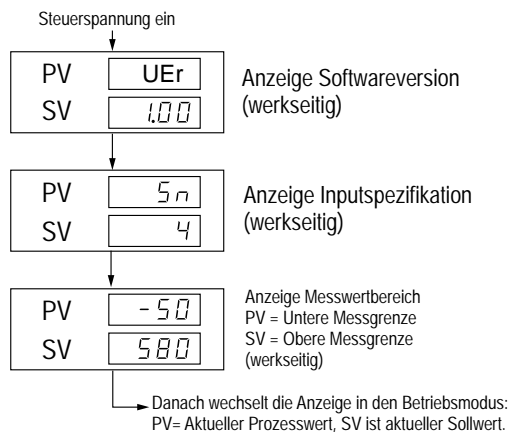 Steuerspannung ein
PV UEr
SV 1.00
Anzeige Softwareversion
(werkseitig)
PV Sn
SV 4
Anzeige Inputspezifikation
(werkseitig)
PV -50
SV 580
Anzeige Messwertbereich
PV = Untere Messgrenze
SV = Obere Messgrenze
(werkseitig)
Danach wechselt die Anzeige in den Betriebsmodus:
PV= Aktueller Prozesswert, SV ist aktueller Sollwert.